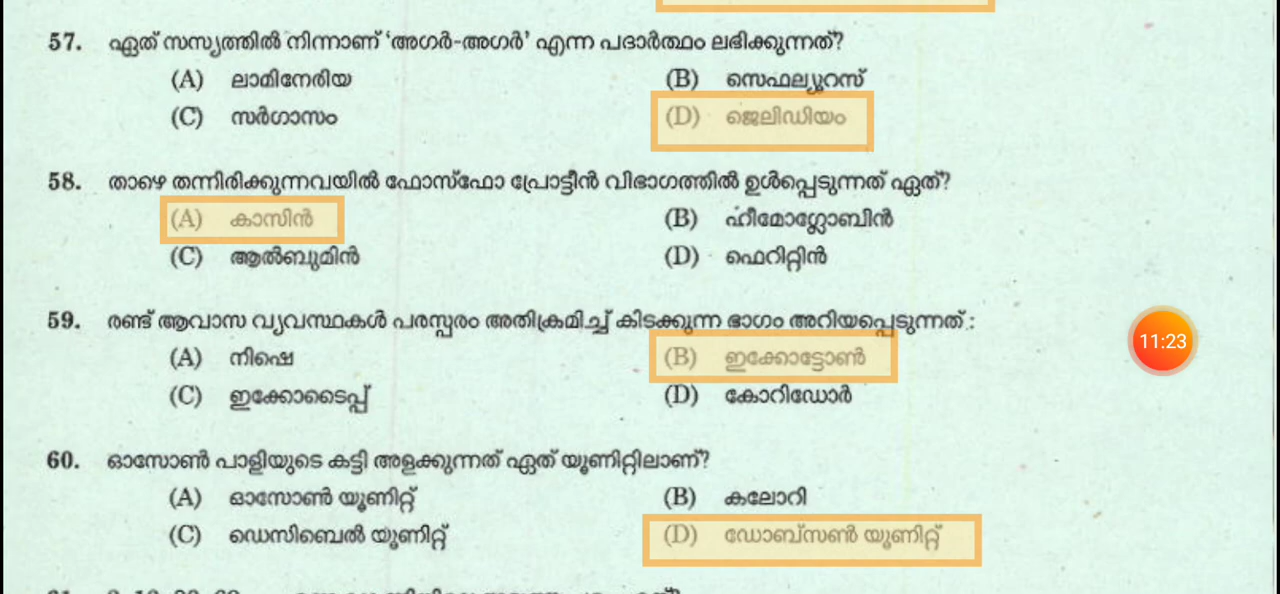 57. ഏത് സസ്യത്തിൽ നിന്നാണ് ‘അഗർ-അഗർ’ എന്ന പദാർത്ഥം ലഭിക്കുന്നത്?
(A) ലാമിനേരിയ (B) സെഫല്യൂറസ്
(C) സർഗാസം (D) ജെലിഡിയം
58. താഴെ തന്നിരിക്കുന്നവയിൽ ഫോസ്ഫോ പ്രോട്ടീൻ വിഭാഗത്തിൽ ഉൾപ്പെടുന്നത് ഏത്?
(A) കാസിൻ (B) ഹീമോഗ്ലോബിൻ
(C) ആൽബുമിൻ (D) ഫെറിറ്റിൻ
59. രണ്ട് ആവാസ വ്യവസ്ഥകൾ പരസ്പരം അതിക്രമിച്ച് കിടക്കുന്ന ഭാഗം അറിയപ്പെടുന്നത് :
(A) നിഷെ (B) ഇക്കോട്ടോൺ
11:23
(C) ഇക്കോടൈപ്പ് (D) കോറിഡോർ
60. ഓസോൺ പാളിയുടെ കട്ടി അളക്കുന്നത് ഏത് യൂണിറ്റിലാണ്?
(A) ഓസോൺ യൂണിറ്റ് (B) കലോറി
(C) ഡെസിബെൽ യൂണിറ്റ് (D) ഡോബ്സൺ യൂണിറ്റ്